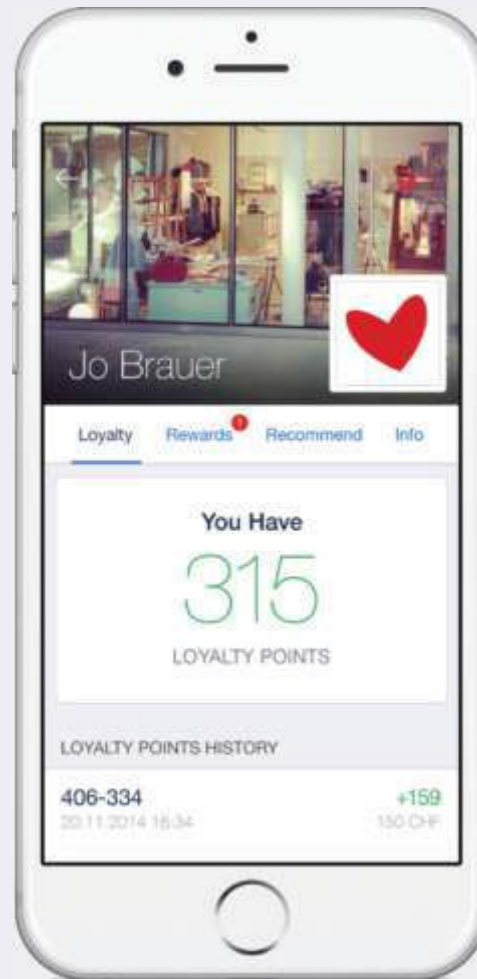 Jo Brauer
Loyalty Rewards Recommend Info
You Have
315
LOYALTY POINTS
LOYALTY POINTS HISTORY
406-334 +159
20.11.2014 16:34 150 CHF